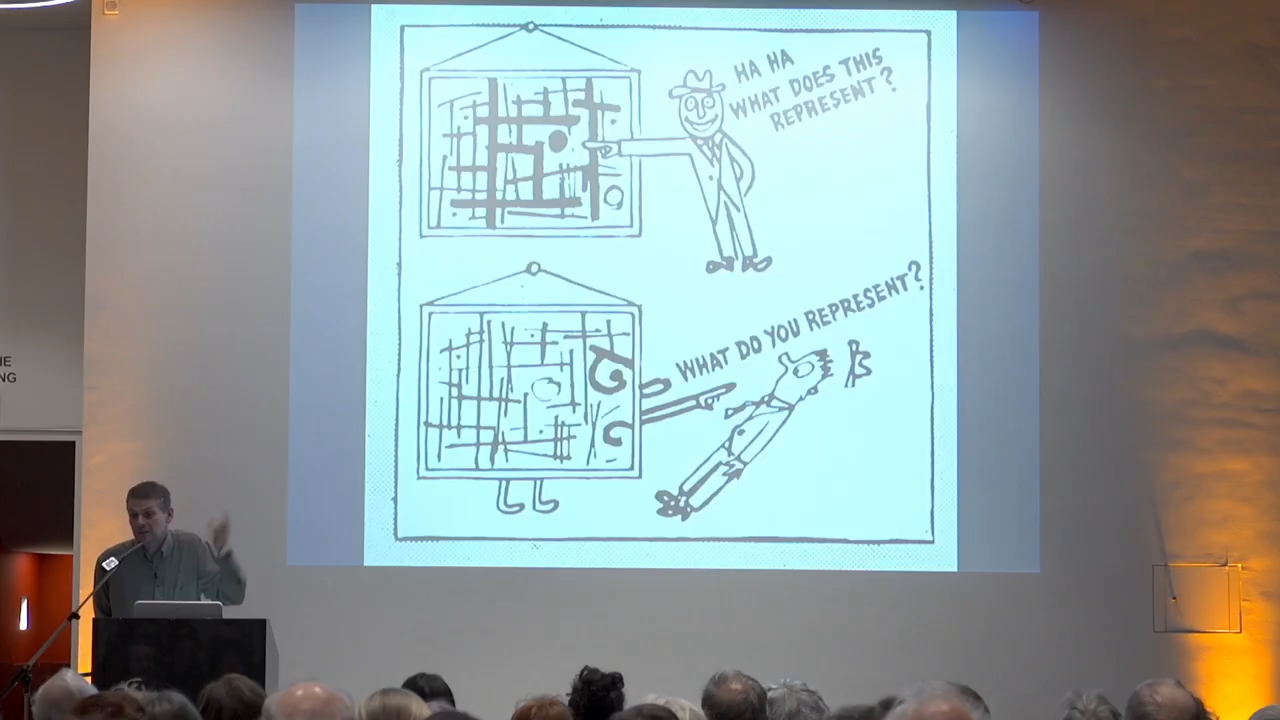 HA HA
WHAT DOES THIS
REPRESENT?
WHAT DO YOU REPRESENT?